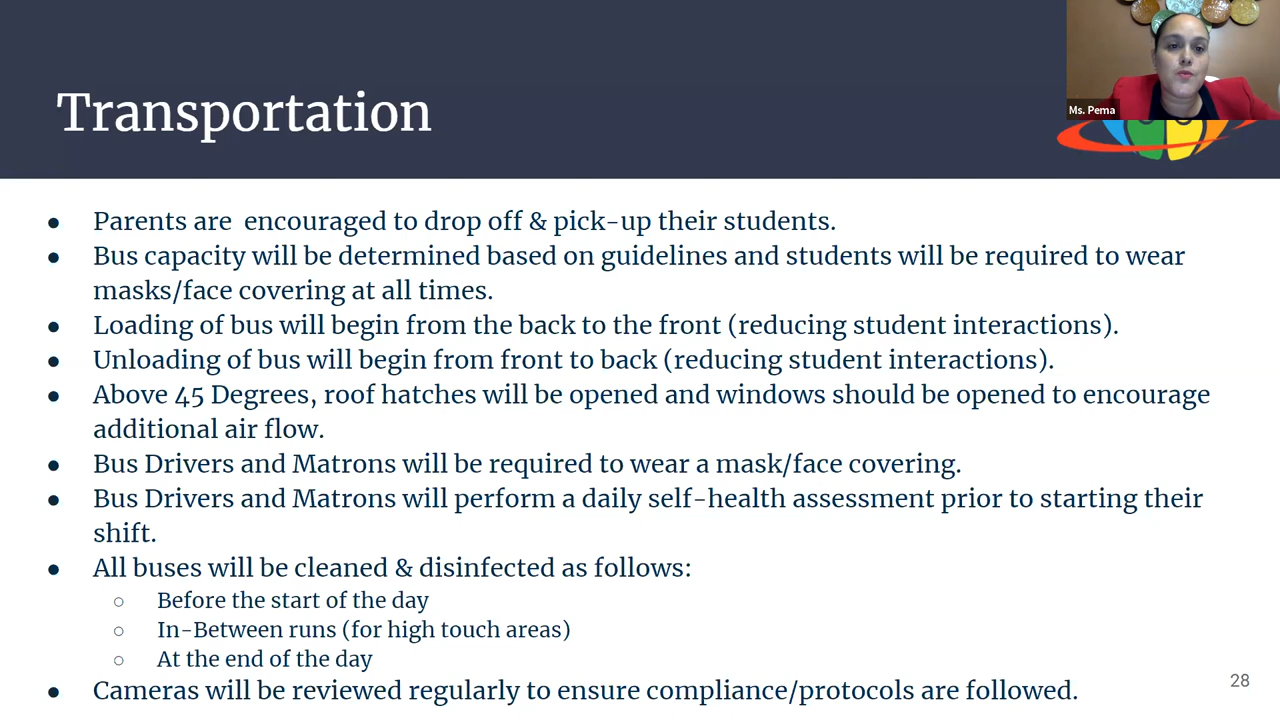 Transportation
Ms. Pema
● Parents are encouraged to drop off & pick-up their students.
● Bus capacity will be determined based on guidelines and students will be required to wear
masks/face covering at all times.
● Loading of bus will begin from the back to the front (reducing student interactions).
● Unloading of bus will begin from front to back (reducing student interactions).
● Above 45 Degrees, roof hatches will be opened and windows should be opened to encourage
additional air flow.
● Bus Drivers and Matrons will be required to wear a mask/face covering.
● Bus Drivers and Matrons will perform a daily self-health assessment prior to starting their
shift.
● All buses will be cleaned & disinfected as follows:
○ Before the start of the day
○ In-Between runs (for high touch areas)
○ At the end of the day
● Cameras will be reviewed regularly to ensure compliance/protocols are followed.
28